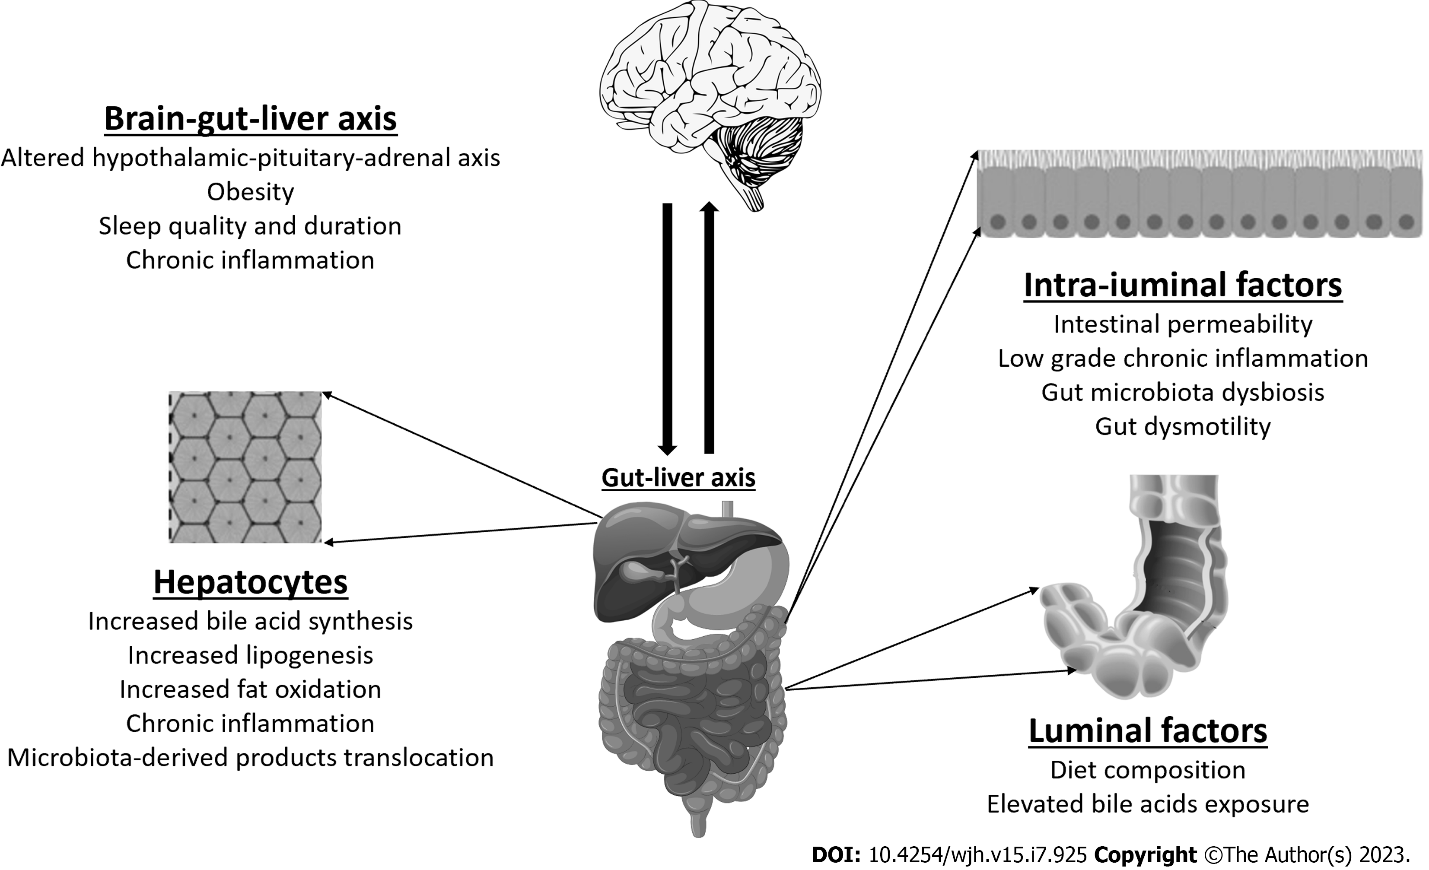 Brain-gut-liver axis
Altered hypothalamic-pituitary-adrenal axis
Obesity
Sleep quality and duration
Chronic inflammation
Intra-iuminal factors
Intestinal permeability
Low grade chronic inflammation
Gut microbiota dysbiosis
Gut dysmotility
Gut-liver axis
Hepatocytes
Increased bile acid synthesis
Increased lipogenesis
Increased fat oxidation
Chronic inflammation
Microbiota-derived products translocation
Luminal factors
Diet composition
Elevated bile acids exposure
DOI: 10.4254/wjh.v15.i7.925 Copyright ©The Author(s) 2023.